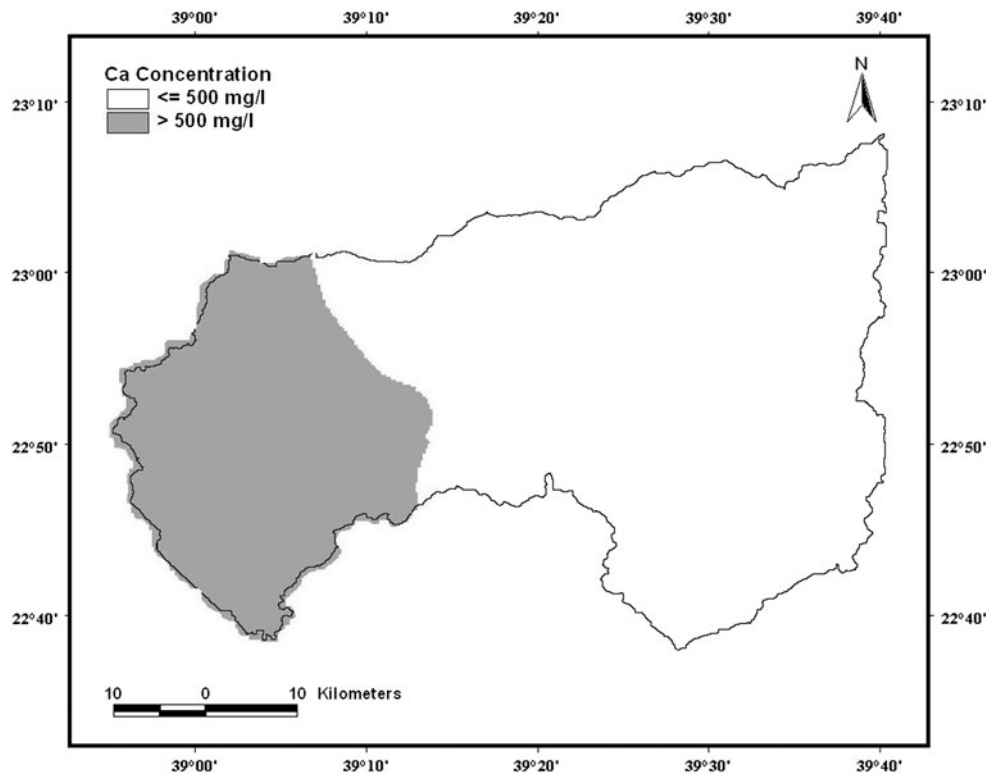 39°00' 39°10' 39°20' 39°30' 39°40'
Ca Concentration
<= 500 mg/l
> 500 mg/l
N
23°10' 23°10'
23°00' 23°00'
22°50' 22°50'
22°40' 22°40'
10 0 10 Kilometers
39°00' 39°10' 39°20' 39°30' 39°40'